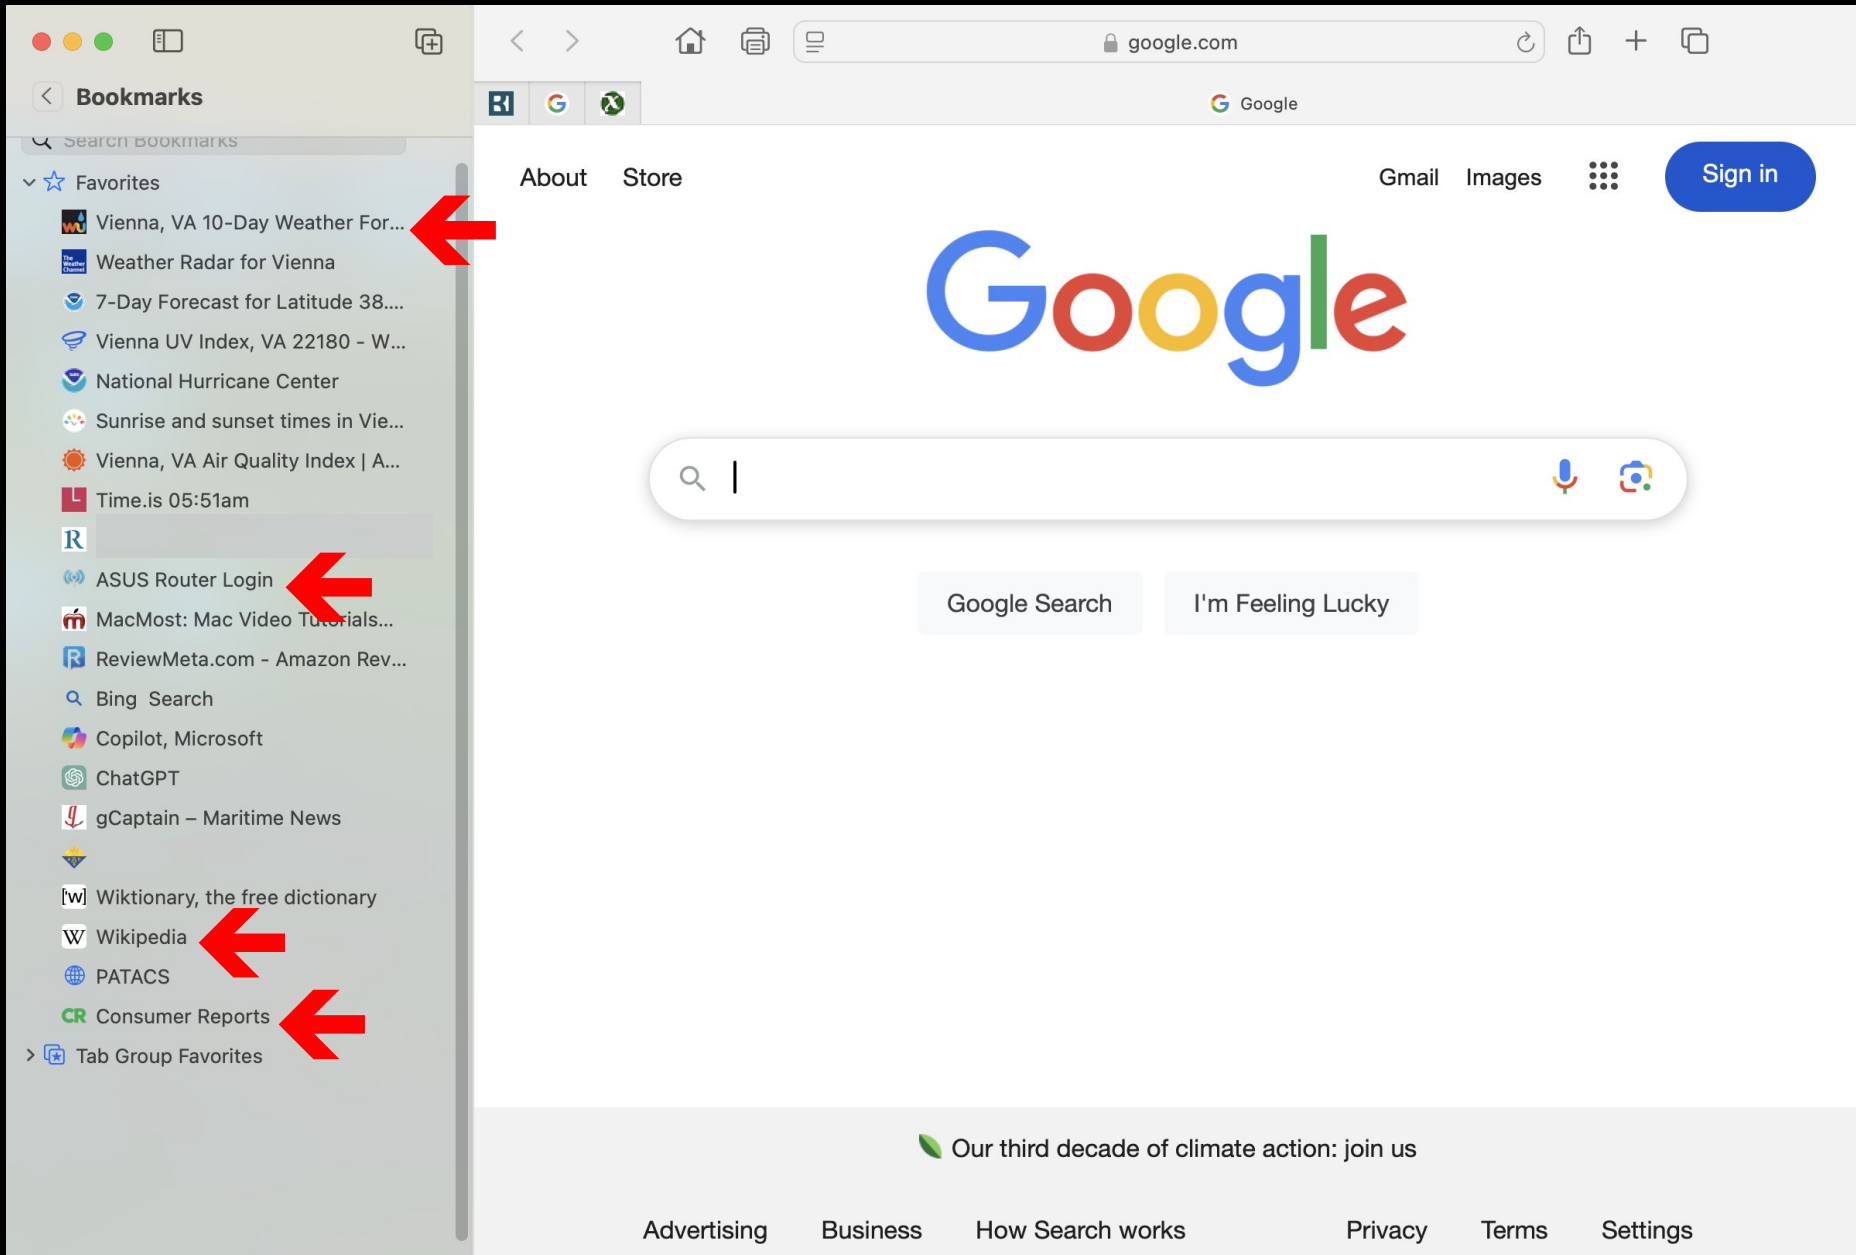 Bookmarks
google.com
Google
Search Bookmarks
Favorites
Vienna, VA 10-Day Weather For...
Weather Radar for Vienna
7-Day Forecast for Latitude 38....
Vienna UV Index, VA 22180 - W...
National Hurricane Center
Sunrise and sunset times in Vie...
Vienna, VA Air Quality Index | A...
Time.is 05:51am
ASUS Router Login
MacMost: Mac Video Tutorials...
ReviewMeta.com - Amazon Rev...
Bing Search
Copilot, Microsoft
ChatGPT
gCaptain – Maritime News
Wiktionary, the free dictionary
Wikipedia
PATACS
CR Consumer Reports
Tab Group Favorites
About Store Gmail Images Sign in
Google
Google Search I'm Feeling Lucky
Our third decade of climate action: join us
Advertising Business How Search works Privacy Terms Settings